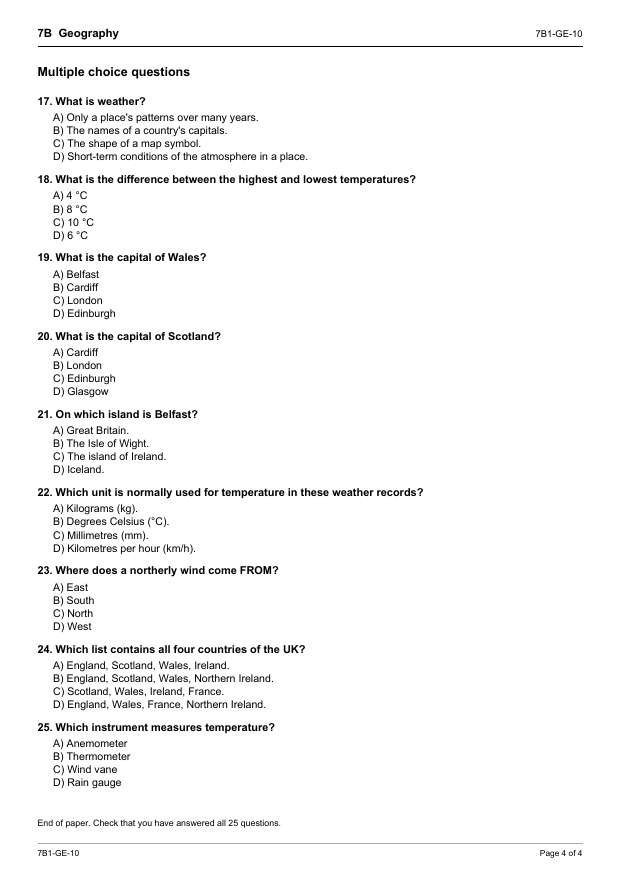 7B Geography
7B1-GE-10
Multiple choice questions
17. What is weather?
A) Only a place's patterns over many years.
B) The names of a country's capitals.
C) The shape of a map symbol.
D) Short-term conditions of the atmosphere in a place.
18. What is the difference between the highest and lowest temperatures?
A) 4 °C
B) 8 °C
C) 10 °C
D) 6 °C
19. What is the capital of Wales?
A) Belfast
B) Cardiff
C) London
D) Edinburgh
20. What is the capital of Scotland?
A) Cardiff
B) London
C) Edinburgh
D) Glasgow
21. On which island is Belfast?
A) Great Britain.
B) The Isle of Wight.
C) The island of Ireland.
D) Iceland.
22. Which unit is normally used for temperature in these weather records?
A) Kilograms (kg).
B) Degrees Celsius (°C).
C) Millimetres (mm).
D) Kilometres per hour (km/h).
23. Where does a northerly wind come FROM?
A) East
B) South
C) North
D) West
24. Which list contains all four countries of the UK?
A) England, Scotland, Wales, Ireland.
B) England, Scotland, Wales, Northern Ireland.
C) Scotland, Wales, Ireland, France.
D) England, Wales, France, Northern Ireland.
25. Which instrument measures temperature?
A) Anemometer
B) Thermometer
C) Wind vane
D) Rain gauge
End of paper. Check that you have answered all 25 questions.
7B1-GE-10
Page 4 of 4